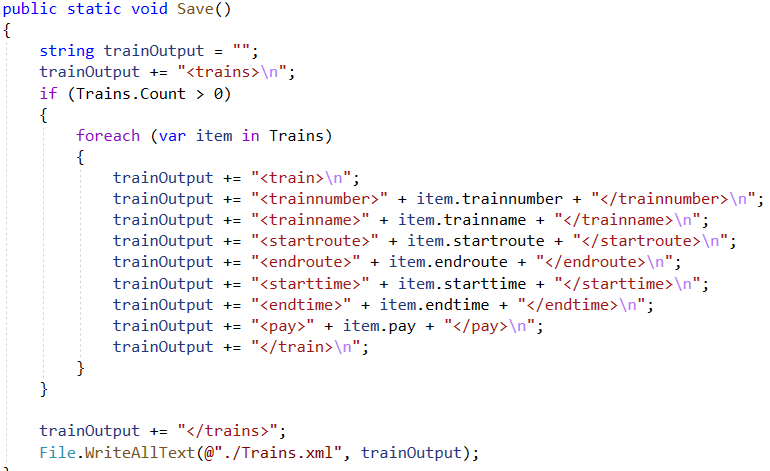 public static void Save()
{
    string trainOutput = "";
    trainOutput += "<trains>\n";
    if (Trains.Count > 0)
    {
        foreach (var item in Trains)
        {
            trainOutput += "<train>\n";
            trainOutput += "<trainnumber>" + item.trainnumber + "</trainnumber>\n";
            trainOutput += "<trainname>" + item.trainname + "</trainname>\n";
            trainOutput += "<startroute>" + item.startroute + "</startroute>\n";
            trainOutput += "<endroute>" + item.endroute + "</endroute>\n";
            trainOutput += "<starttime>" + item.starttime + "</starttime>\n";
            trainOutput += "<endtime>" + item.endtime + "</endtime>\n";
            trainOutput += "<pay>" + item.pay + "</pay>\n";
            trainOutput += "</train>\n";
        }
    }

    trainOutput += "</trains>";
    File.WriteAllText(@"./Trains.xml", trainOutput);
}